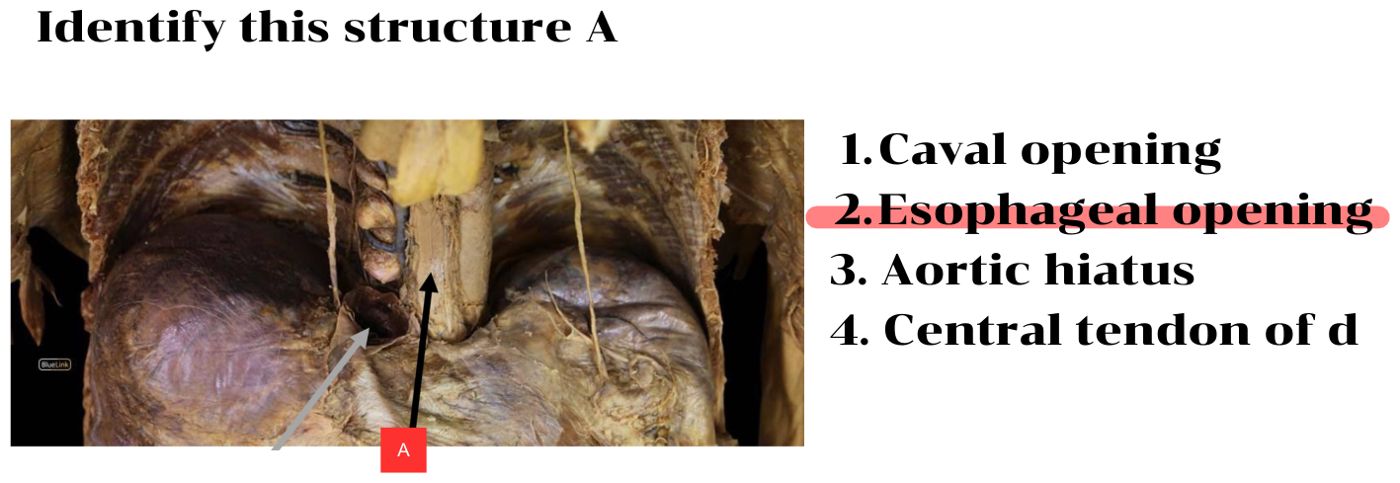 Identify this structure A
1. Caval opening
2. Esophageal opening
3. Aortic hiatus
4. Central tendon of d
BlueLink
A